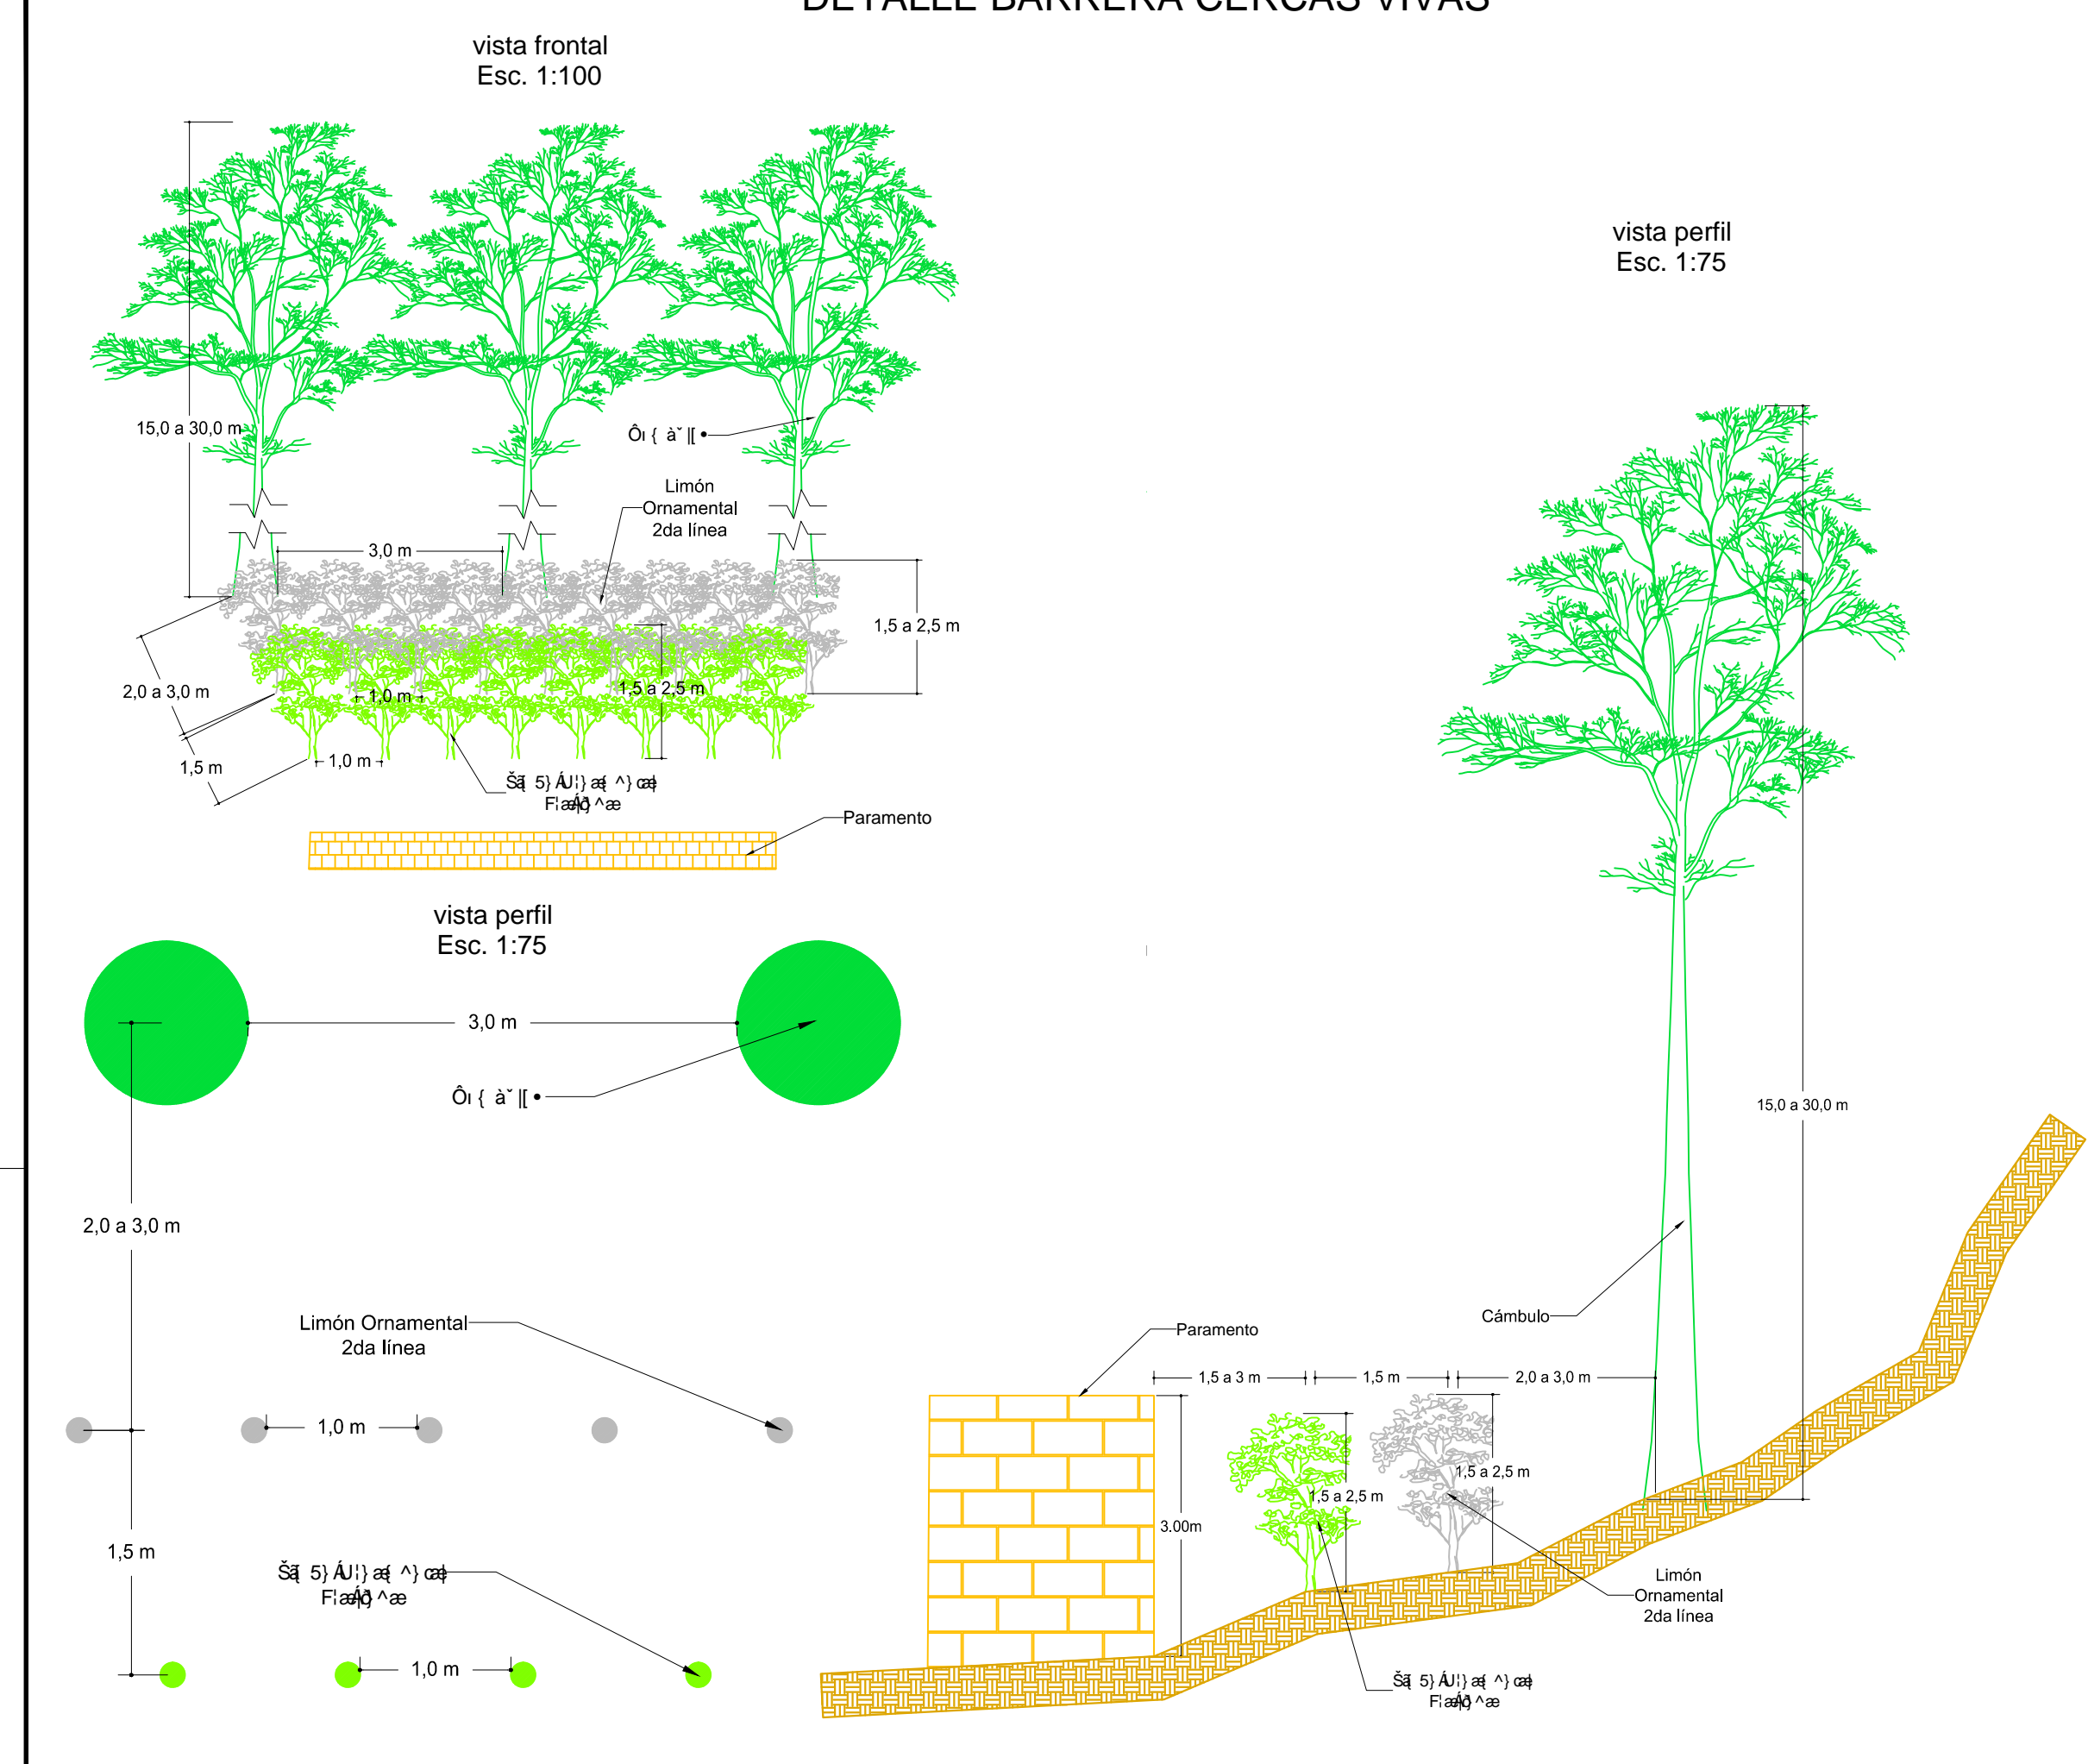 DETALLE BARRERA CERCAS VIVAS
vista frontal
Esc. 1:100
15,0 a 30,0 m
Limón
Ornamental
2da línea
3,0 m
1,5 a 2,5 m
2,0 a 3,0 m
1,0 m
1,5 a 2,5 m
1,5 m
1,0 m
Paramento
vista perfil
Esc. 1:75
3,0 m
2,0 a 3,0 m
Limón Ornamental
2da línea
1,0 m
1,5 m
1,0 m
vista perfil
Esc. 1:75
15,0 a 30,0 m
Cámbulo
Paramento
1,5 a 3 m
1,5 m
2,0 a 3,0 m
1,5 a 2,5 m
1,5 a 2,5 m
3.00m
Limón
Ornamental
2da línea